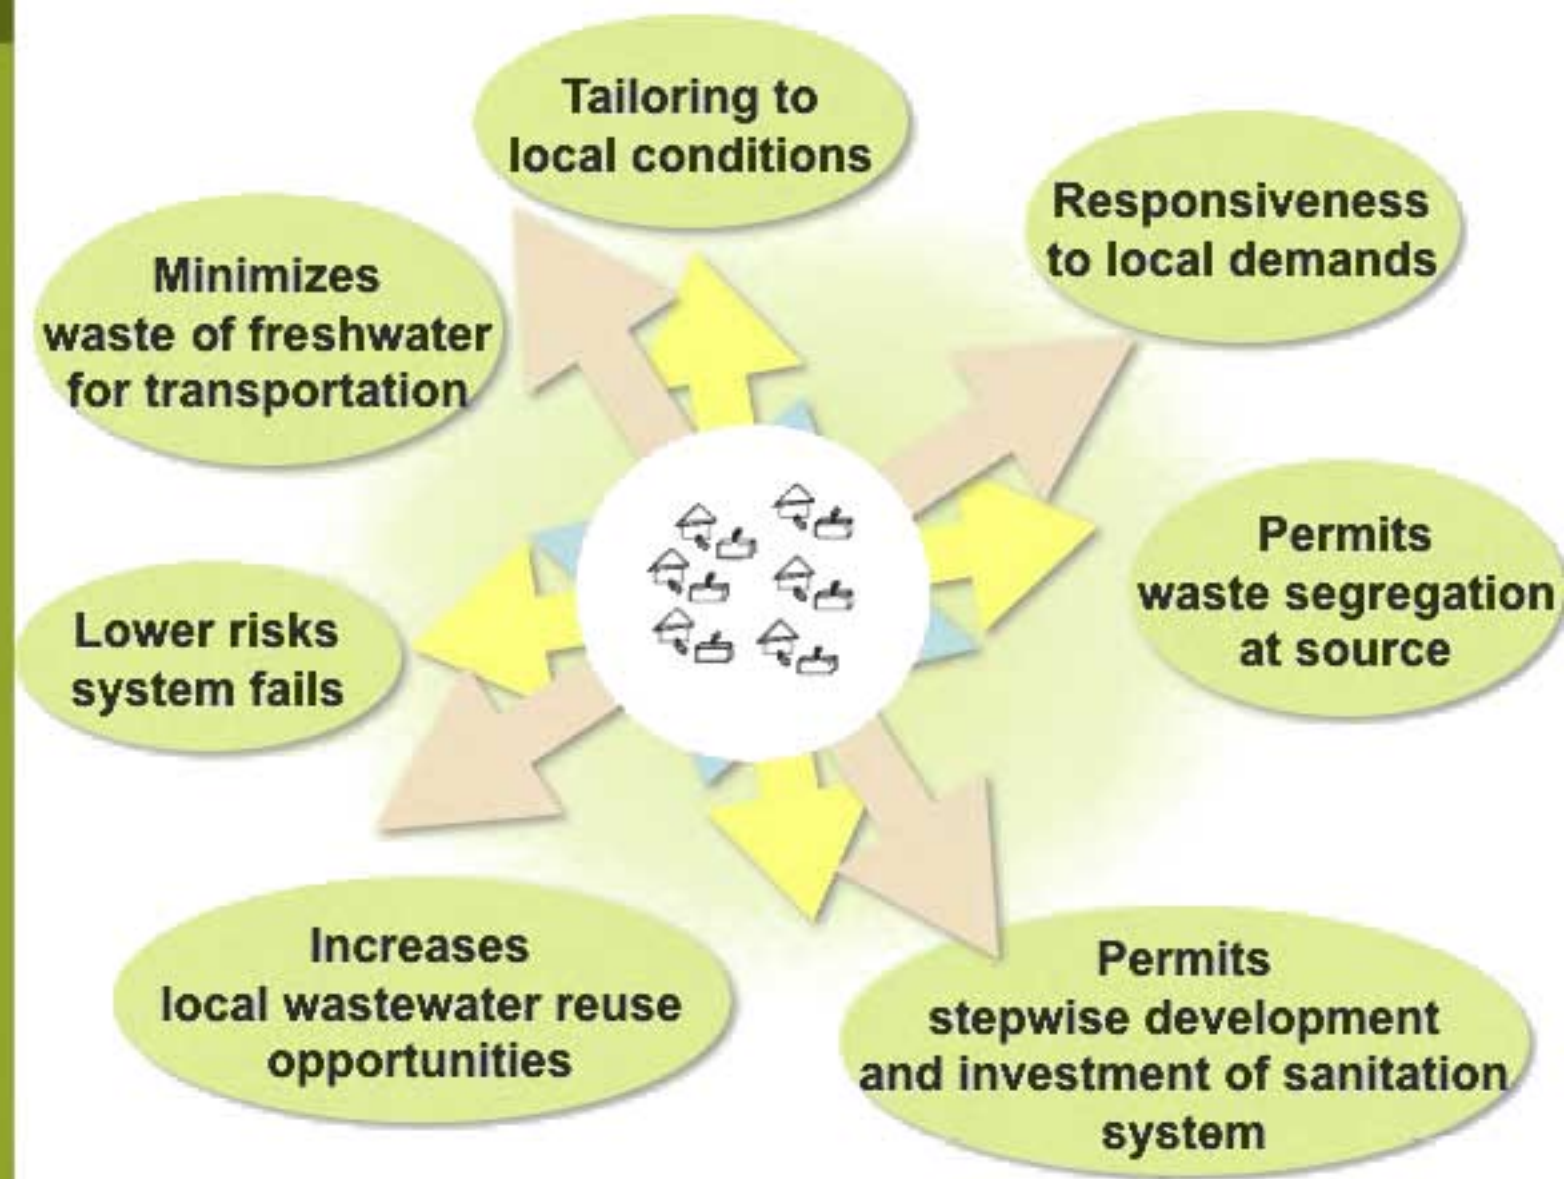 Tailoring to
local conditions
Responsiveness
to local demands
Minimizes
waste of freshwater
for transportation
Permits
waste segregation
at source
Lower risks
system fails
Increases
local wastewater reuse
opportunities
Permits
stepwise development
and investment of sanitation
system